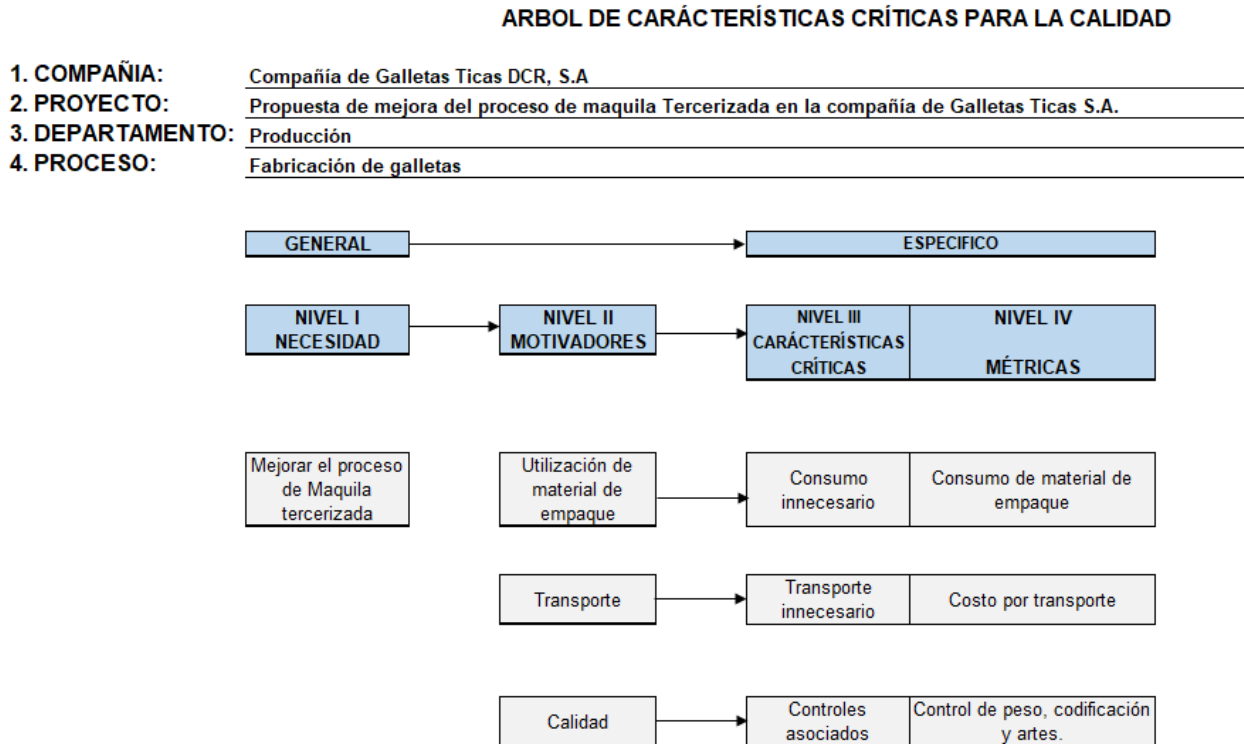 ARBOL DE CARÁCTERÍSTICAS CRÍTICAS PARA LA CALIDAD
1. COMPAÑIA: Compañía de Galletas Ticas DCR, S.A
2. PROYECTO: Propuesta de mejora del proceso de maquila Tercerizada en la compañía de Galletas Ticas S.A.
3. DEPARTAMENTO: Producción
4. PROCESO: Fabricación de galletas
GENERAL
ESPECIFICO
NIVEL I
NECESIDAD
NIVEL II
MOTIVADORES
NIVEL III
CARÁCTERÍSTICAS
CRÍTICAS
NIVEL IV
MÉTRICAS
Mejorar el proceso
de Maquila
tercerizada
Utilización de
material de
empaque
Consumo
innecesario
Consumo de material de
empaque
Transporte
Transporte
innecesario
Costo por transporte
Calidad
Controles
asociados
Control de peso, codificación
y artes.